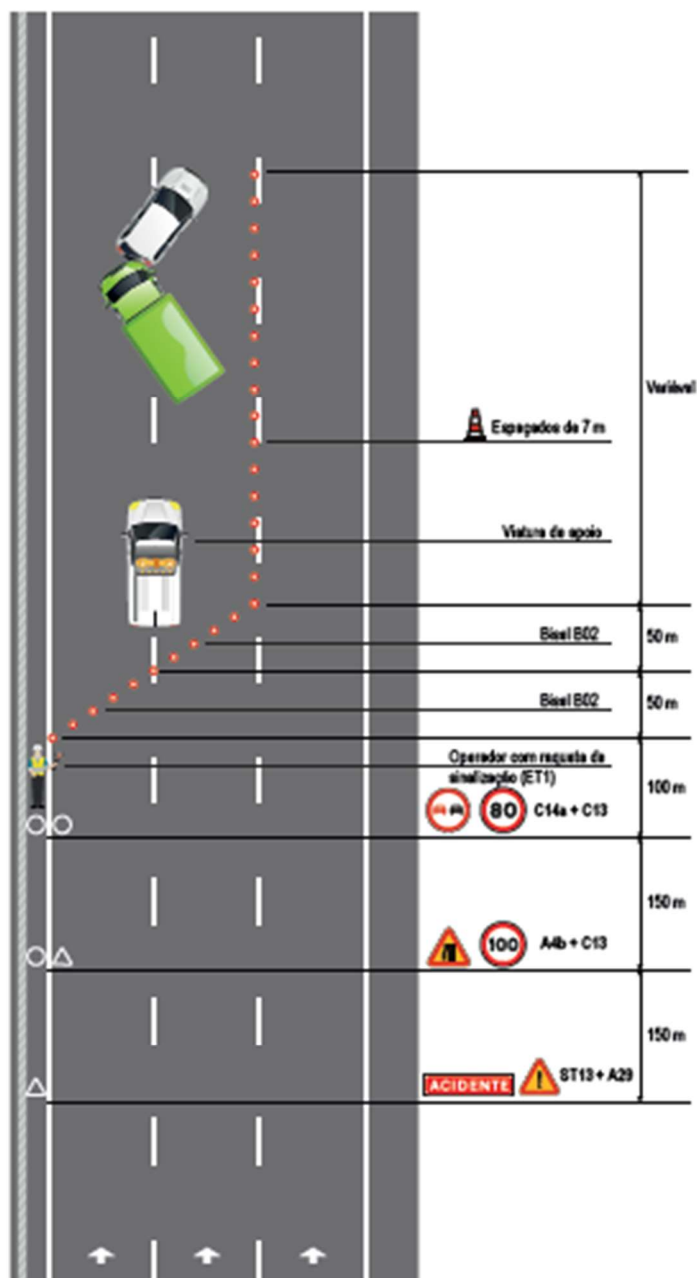 Variável
Espaçados de 7 m
Viatura de apoio
Bisel B02
50 m
Bisel B02
50 m
Operador com raqueta de
sinalização (ET1)
100 m
80
C14a + C13
150 m
100
A4b + C13
150 m
ACIDENTE
ST13 + A29